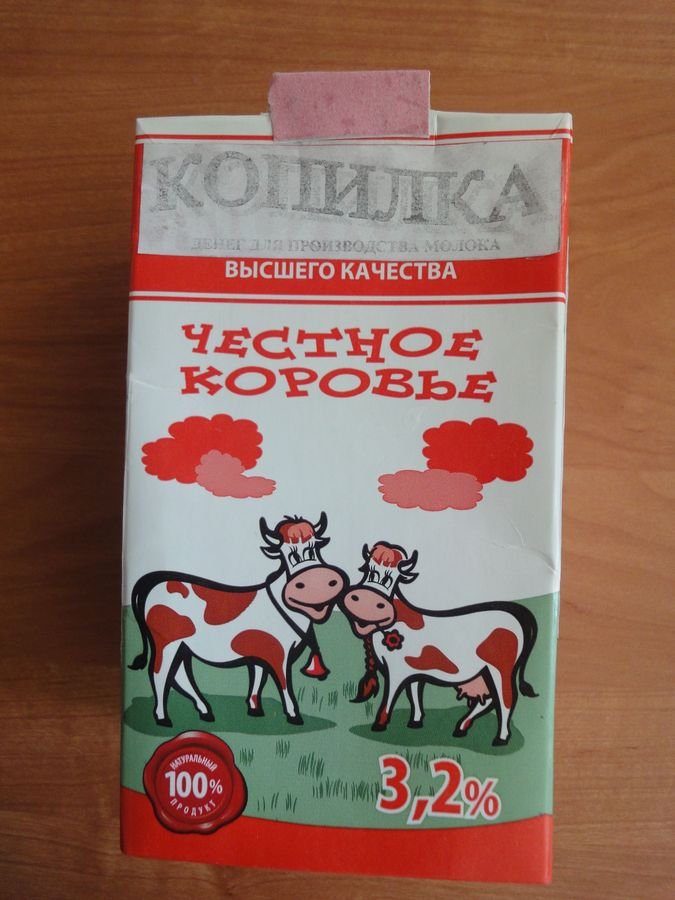 КОПИЛКА
ДЕНЕГ ДЛЯ ПРОИЗВОДСТВА МОЛОКА
ВЫСШЕГО КАЧЕСТВА
ЧЕСТНОЕ
КОРОВЬЕ
НАТУРАЛЬНЫЙ
100%
ПРОДУКТ
3,2%